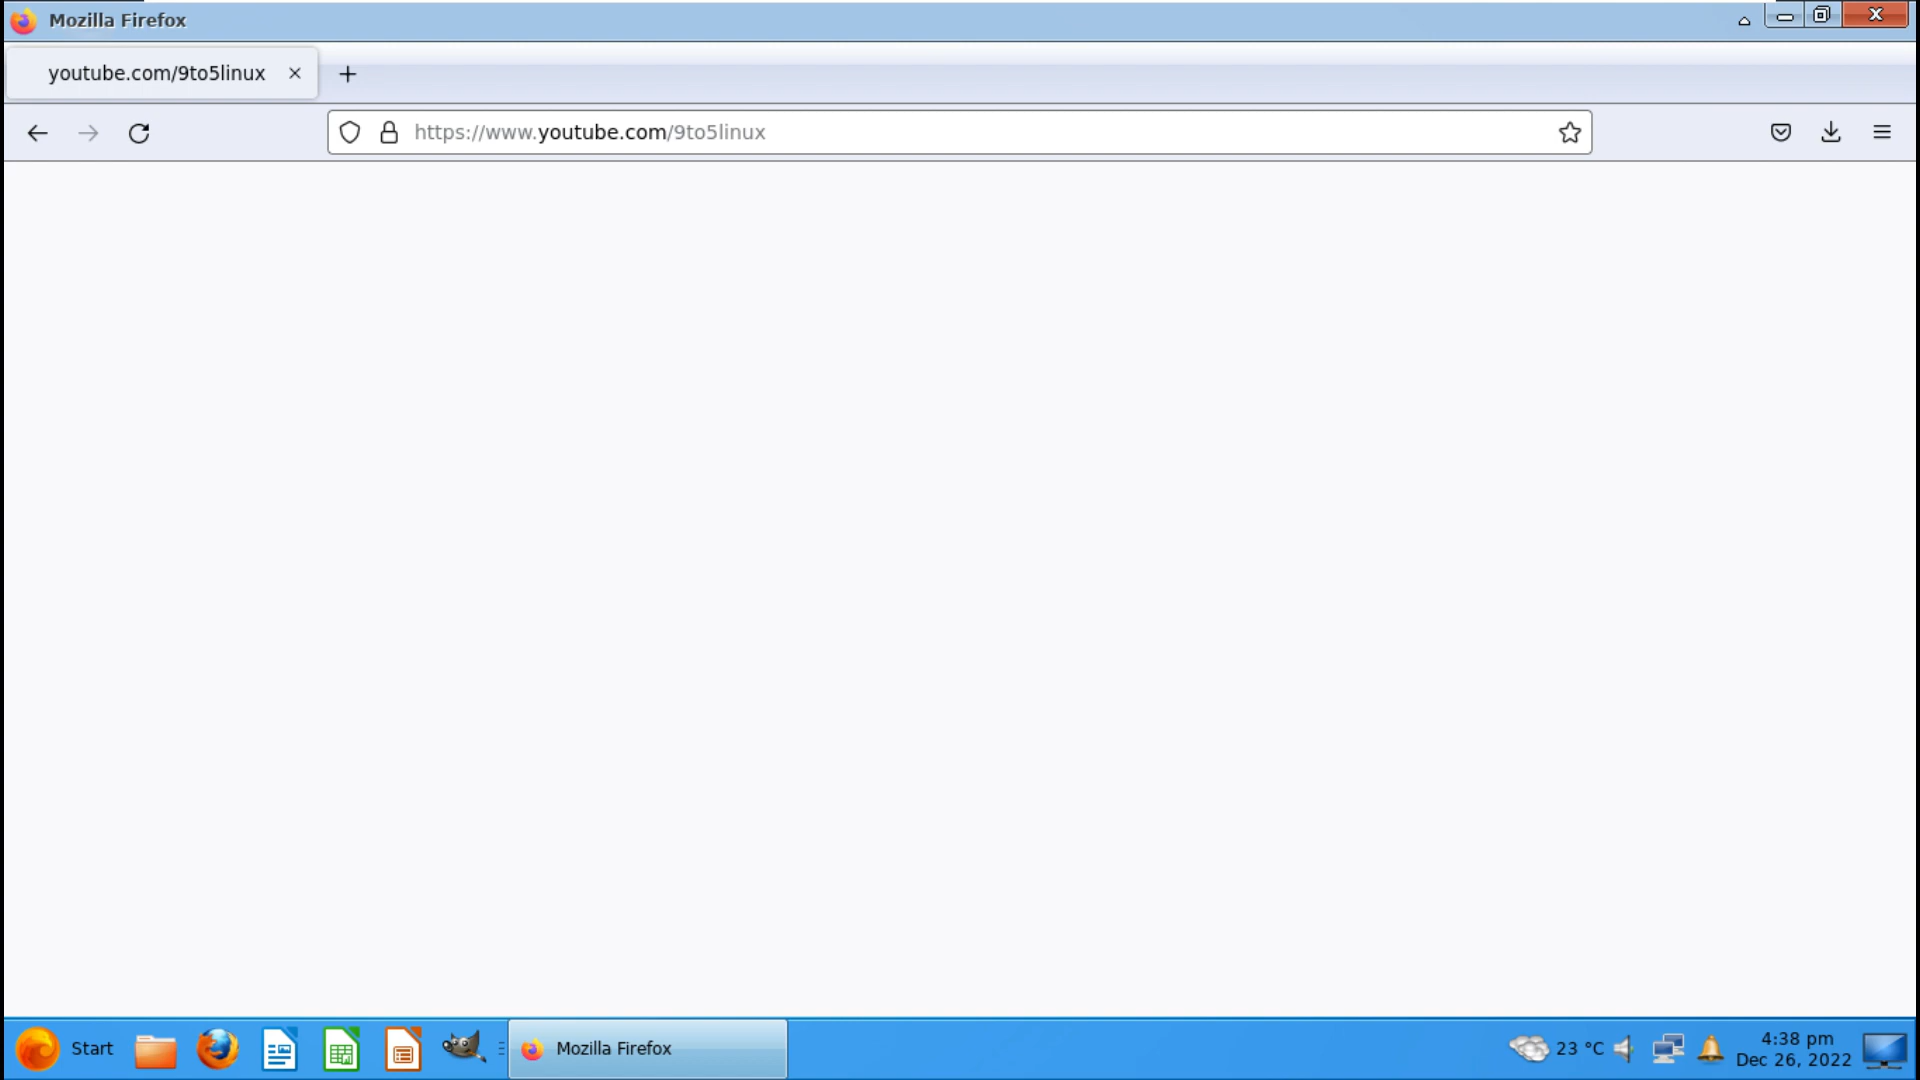 Mozilla Firefox
youtube.com/9to5linux
https://www.youtube.com/9to5linux
Start
Mozilla Firefox
23 °C
4:38 pm
Dec 26, 2022